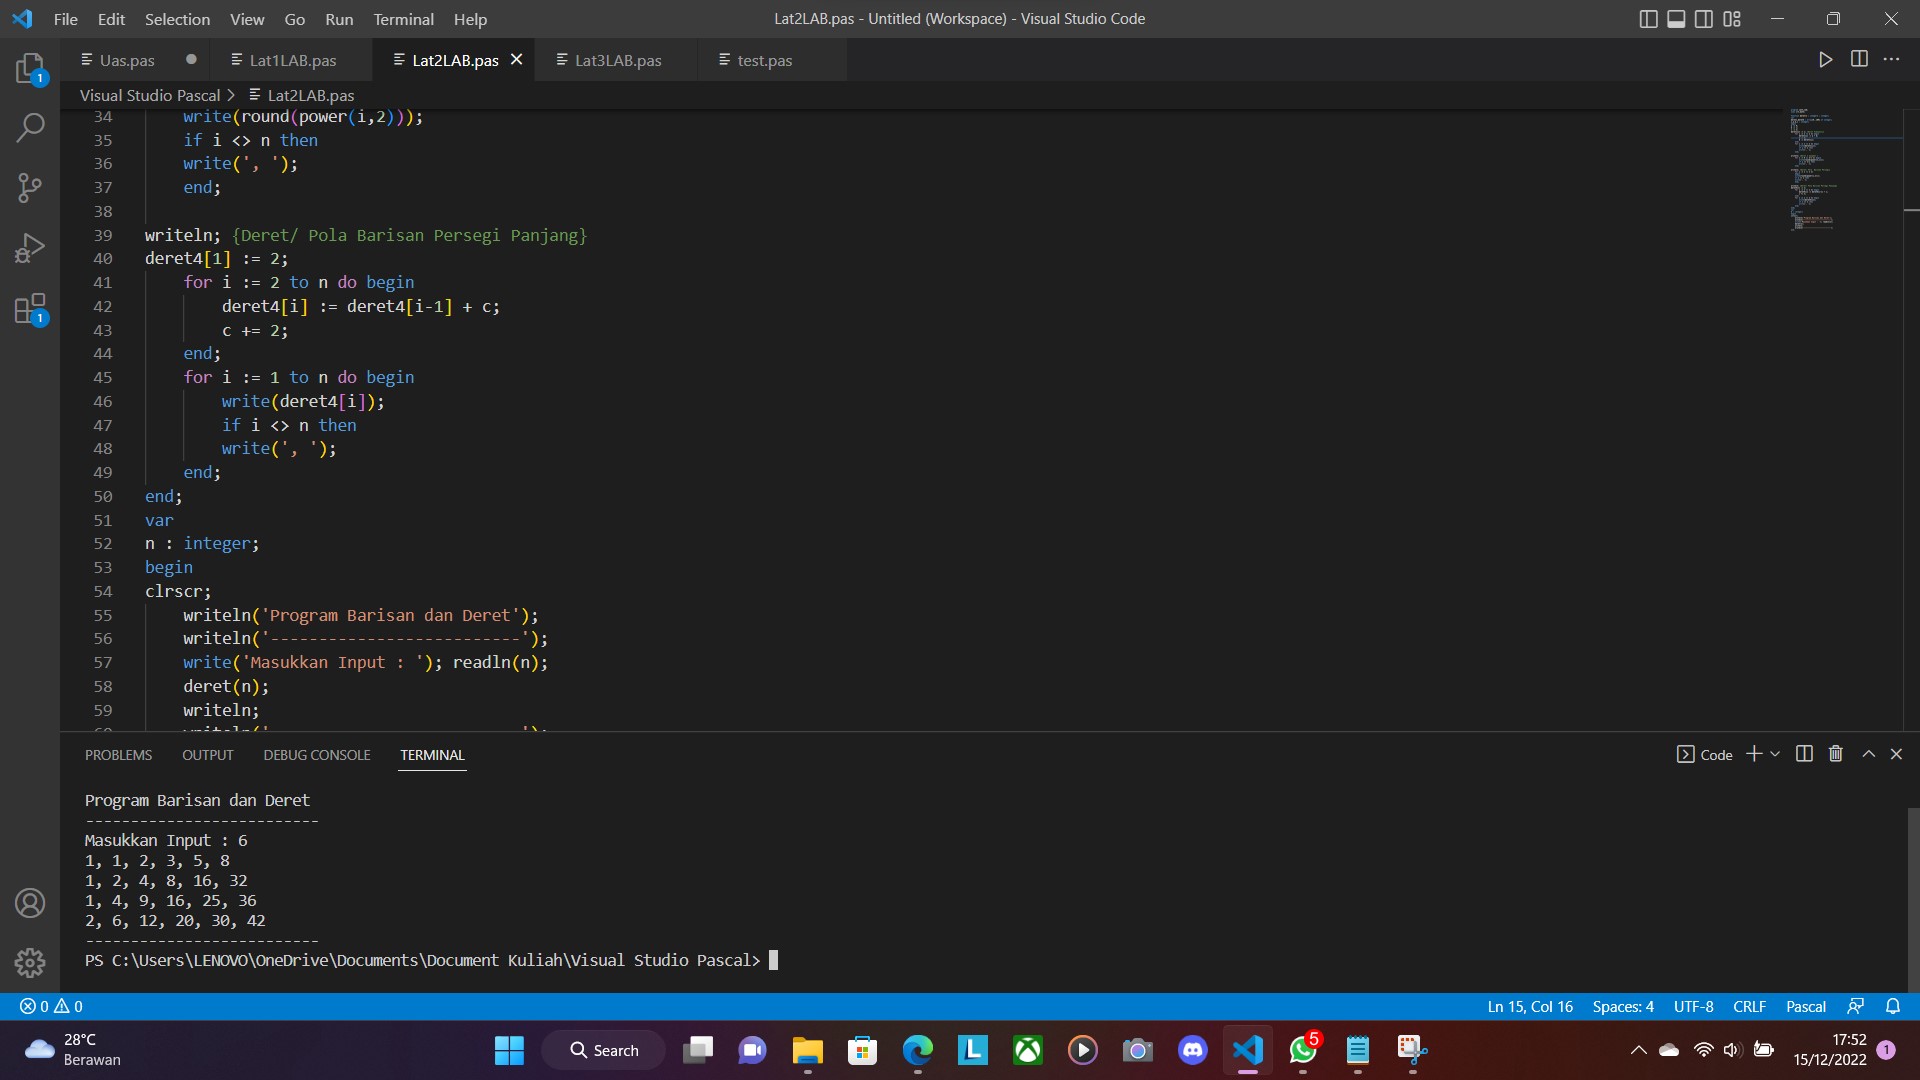 File Edit Selection View Go Run Terminal Help
Lat2LAB.pas - Untitled (Workspace) - Visual Studio Code
Uas.pas
Lat1LAB.pas
Lat2LAB.pas
Lat3LAB.pas
test.pas
1
Visual Studio Pascal > Lat2LAB.pas
34 write(round(power(i,2)));
35 if i <> n then
36 write(', ');
37 end;
38
39 writeln; {Deret/ Pola Barisan Persegi Panjang}
40 deret4[1] := 2;
41 for i := 2 to n do begin
42 deret4[i] := deret4[i-1] + c;
43 c += 2;
44 end;
45 for i := 1 to n do begin
46 write(deret4[i]);
47 if i <> n then
48 write(', ');
49 end;
50 end;
51 var
52 n : integer;
53 begin
54 clrscr;
55 writeln('Program Barisan dan Deret');
56 writeln('--------------------------');
57 write('Masukkan Input : '); readln(n);
58 deret(n);
59 writeln;
1
PROBLEMS OUTPUT DEBUG CONSOLE TERMINAL
Code
Program Barisan dan Deret
--------------------------
Masukkan Input : 6
1, 1, 2, 3, 5, 8
1, 2, 4, 8, 16, 32
1, 4, 9, 16, 25, 36
2, 6, 12, 20, 30, 42
--------------------------
PS C:\Users\LENOVO\OneDrive\Documents\Document Kuliah\Visual Studio Pascal>
0 0
Ln 15, Col 16 Spaces: 4 UTF-8 CRLF Pascal
28°C
Berawan
Search
L
5
17:52
15/12/2022
1